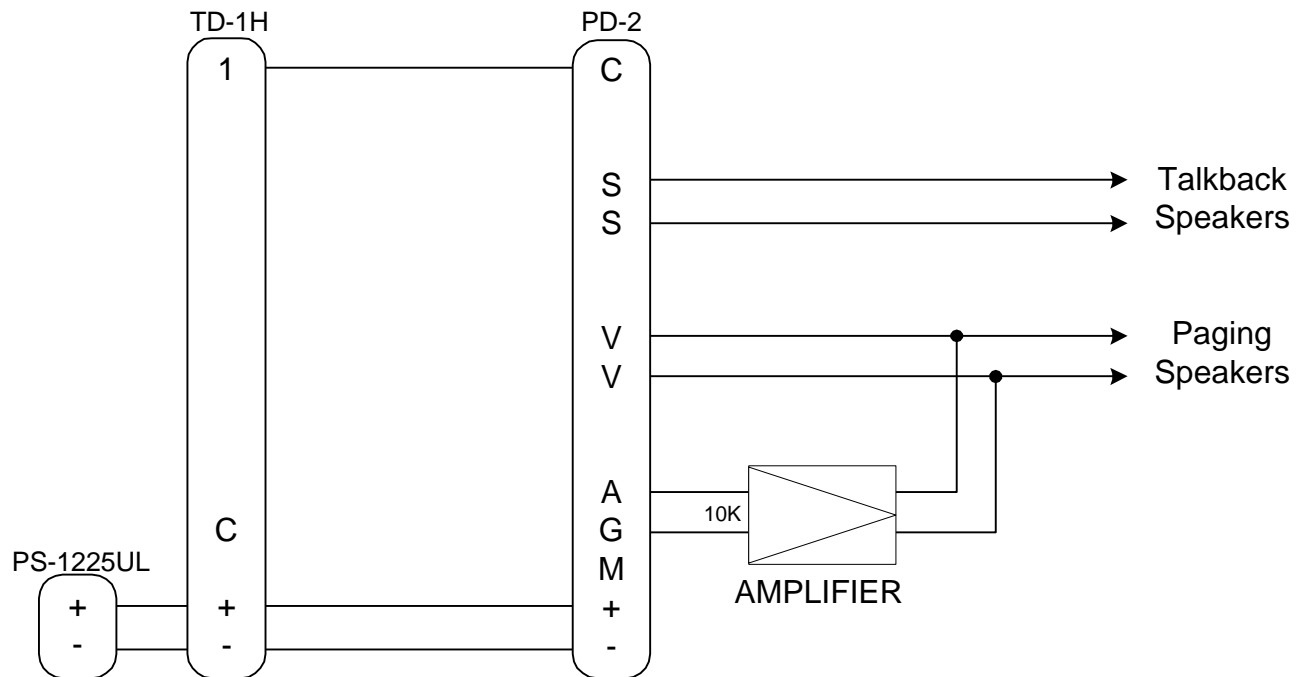 TD-1H
PD-2
1
C
S
S
Talkback
Speakers
V
V
Paging
Speakers
A
G
10K
C
M
AMPLIFIER
PS-1225UL
+
-
+
-
+
-